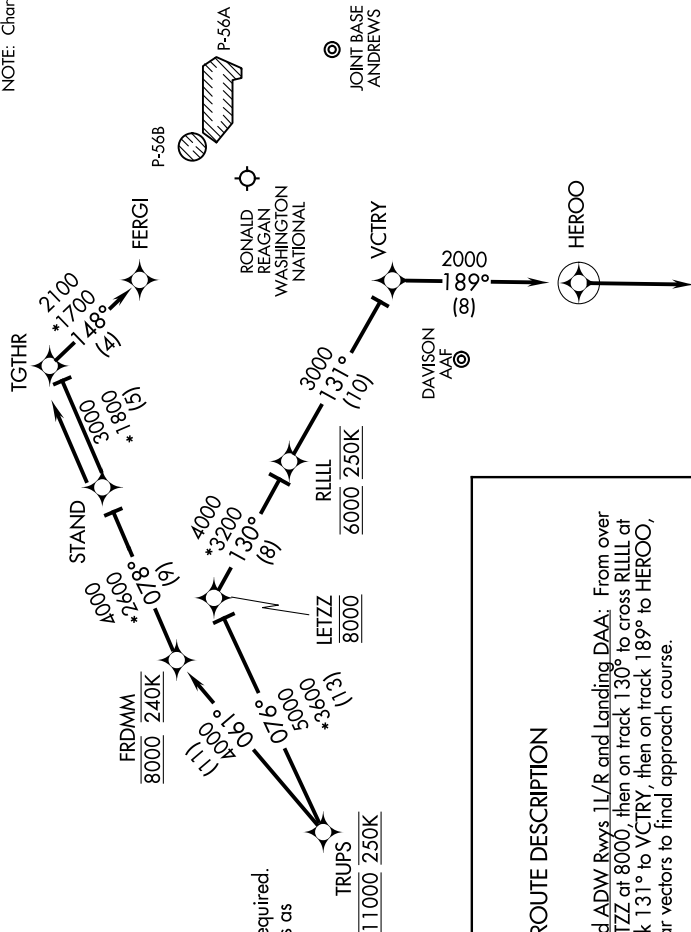 NOTE: Chan
P-56A
P-56B
JOINT BASE
ANDREWS
RONALD
REAGAN
WASHINGTON
NATIONAL
FERGI
TGTHR
2100
*1700
148°
(4)
3000
*1800
(5)
STAND
4000
*2600
078°
(9)
FRDMM
8000 240K
VCTRY
2000
189°
(8)
HEROO
DAVISON
AAF
3000
131°
(10)
RLLLL
6000 250K
4000
*3200
130°
(8)
LETZZ
8000
061°
4000
(11)
076°
5000
*3600
(13)
TRUPS
11000 250K
equired.
s as
ROUTE DESCRIPTION
d ADW Rwys 1L/R and Landing DAA: From over
TZZ at 8000, then on track 130° to cross RLLLL at
k 131° to VCTRY, then on track 189° to HEROO,
ar vectors to final approach course.